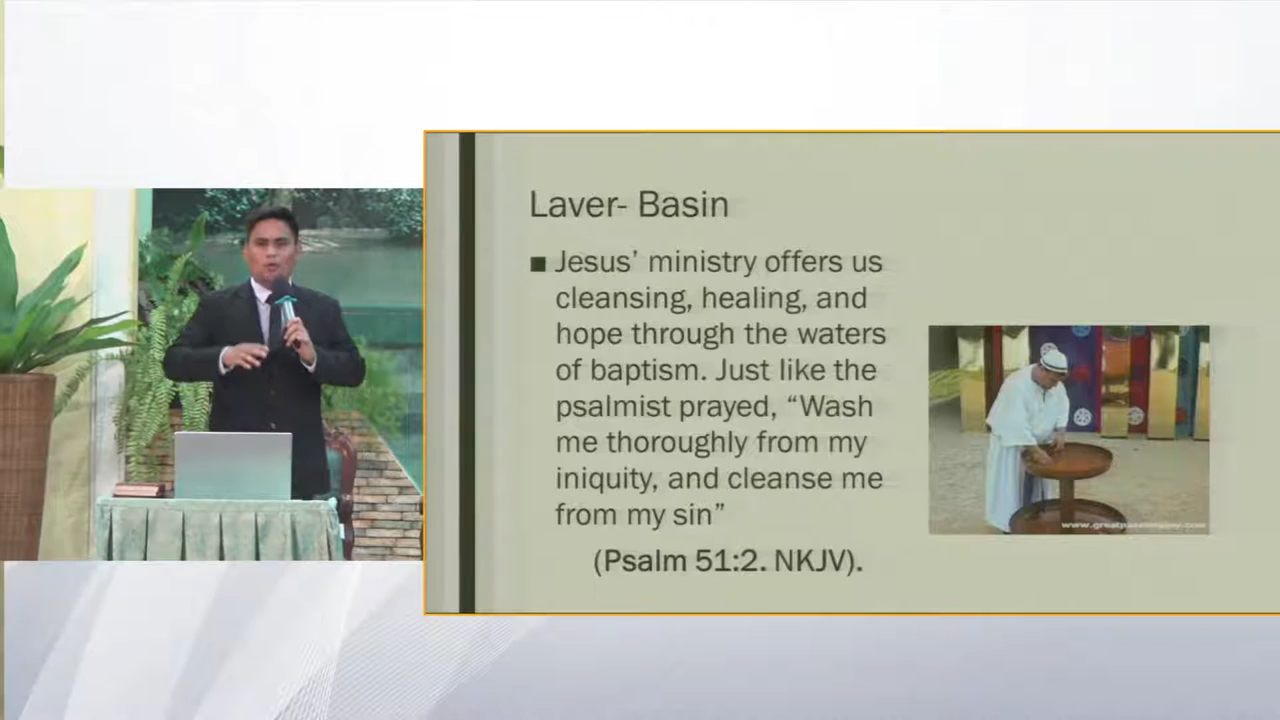 Laver- Basin
■ Jesus’ ministry offers us
cleansing, healing, and
hope through the waters
of baptism. Just like the
psalmist prayed, “Wash
me thoroughly from my
iniquity, and cleanse me
from my sin”
(Psalm 51:2. NKJV).